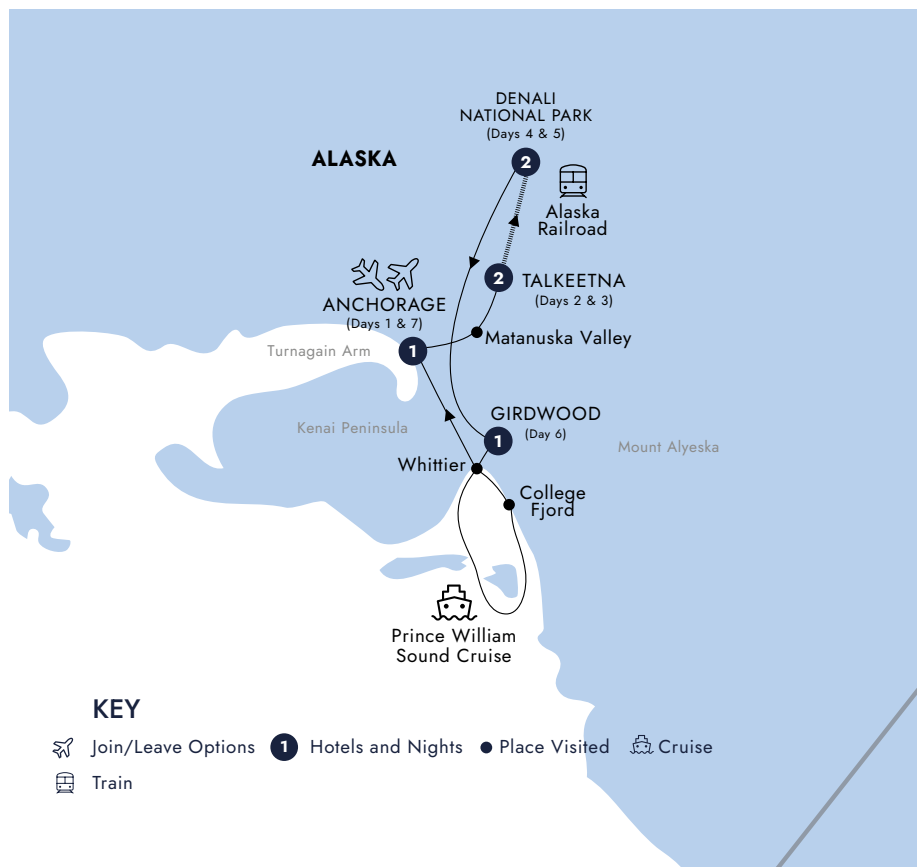 DENALI
NATIONAL PARK
(Days 4 & 5)
ALASKA
2
Alaska
Railroad
2
TALKEETNA
(Days 2 & 3)
ANCHORAGE
(Days 1 & 7)
Matanuska Valley
Turnagain Arm
1
GIRDWOOD
(Day 6)
1
Kenai Peninsula
Mount Alyeska
Whittier
College
Fjord
Prince William
Sound Cruise
KEY
Join/Leave Options
1 Hotels and Nights
Place Visited
Cruise
Train